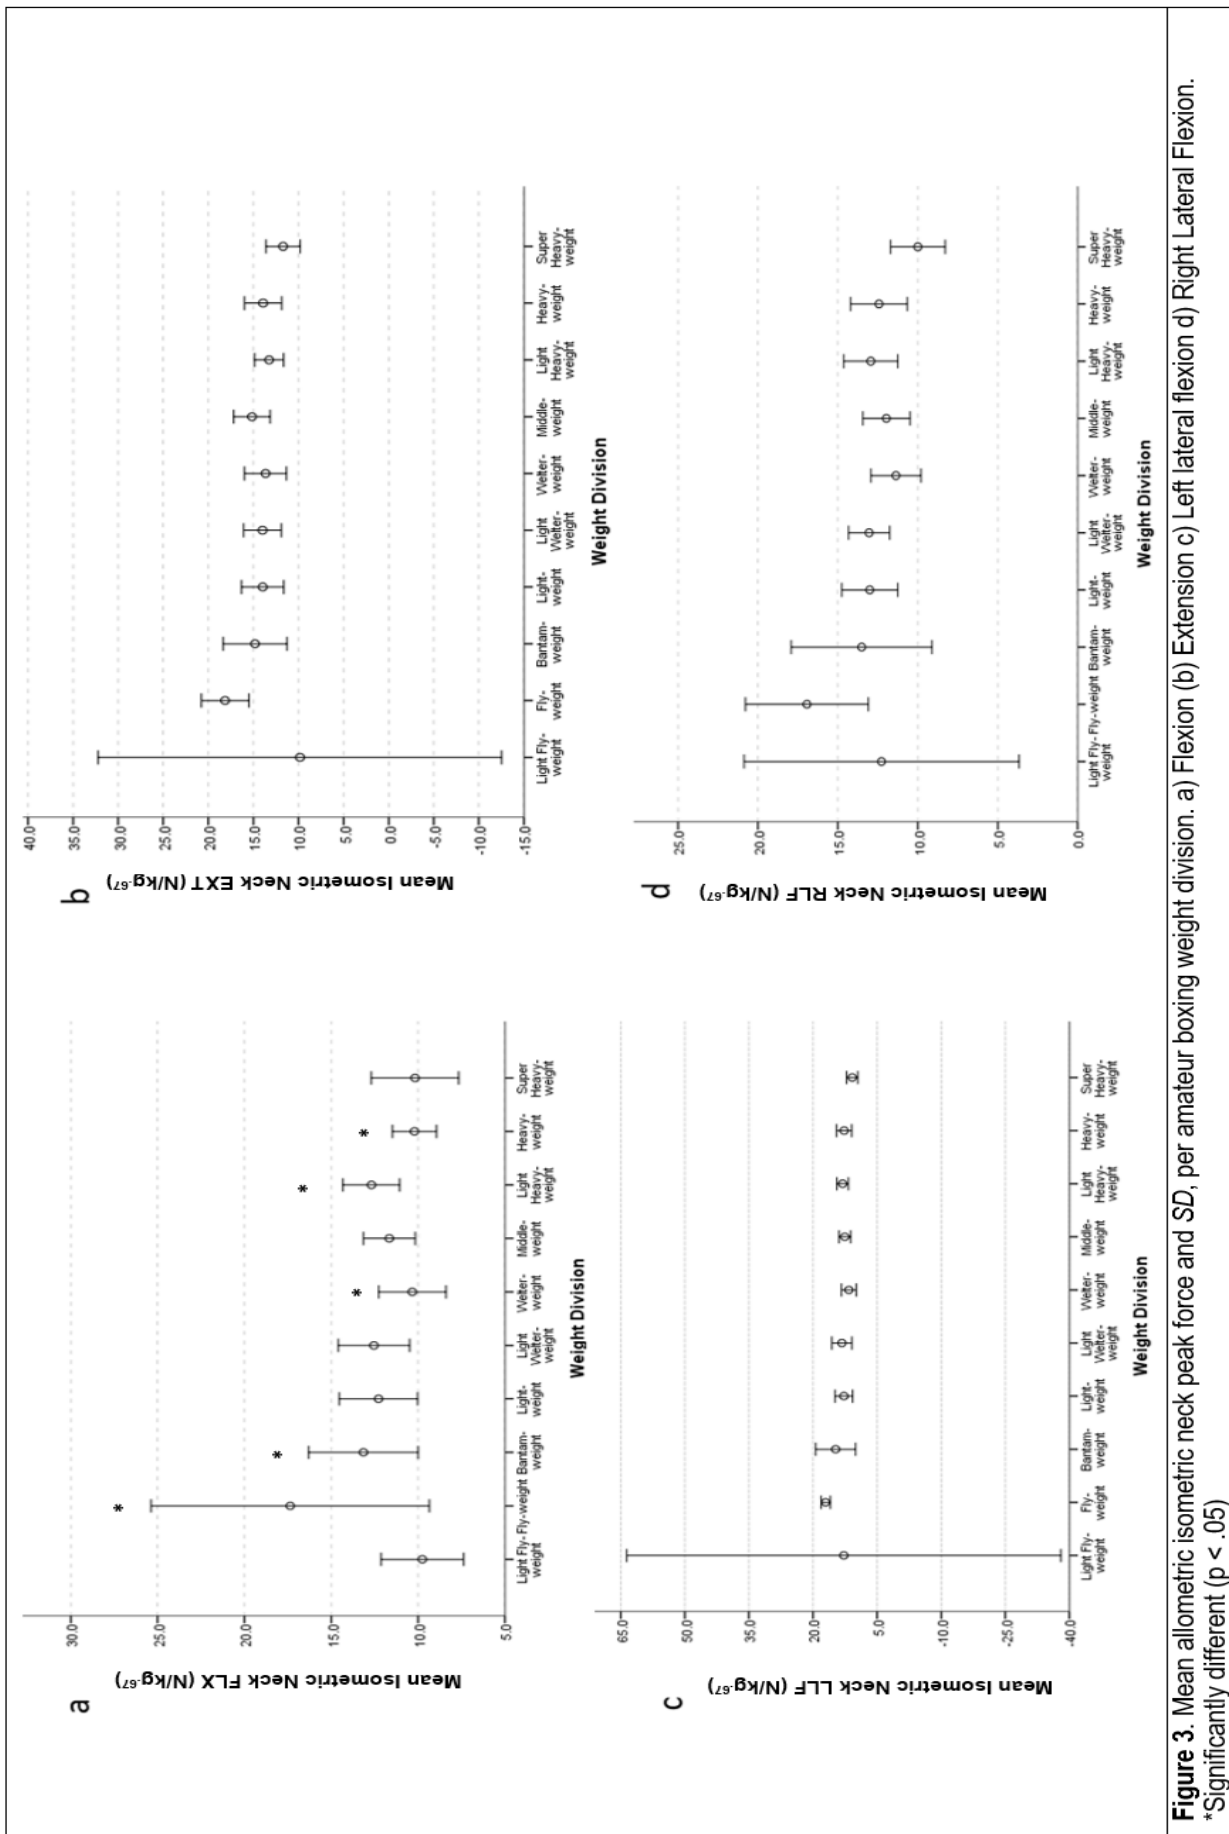 a
Mean Isometric Neck FLX (N/kg·⁶⁷)
30.0
25.0
20.0
15.0
10.0
5.0
*
*
*
*
*
Light Fly-weight
Fly-weight
Bantam-weight
Light-weight
Light Welter-weight
Welter-weight
Middle-weight
Light Heavy-weight
Heavy-weight
Super Heavy-weight
Weight Division
b
Mean Isometric Neck EXT (N/kg·⁶⁷)
40.0
35.0
30.0
25.0
20.0
15.0
10.0
5.0
0.0
-5.0
-10.0
-15.0
Light Fly-weight
Fly-weight
Bantam-weight
Light-weight
Light Welter-weight
Welter-weight
Middle-weight
Light Heavy-weight
Heavy-weight
Super Heavy-weight
Weight Division
c
Mean Isometric Neck LLF (N/kg·⁶⁷)
65.0
50.0
35.0
20.0
5.0
-10.0
-25.0
-40.0
Light Fly-weight
Fly-weight
Bantam-weight
Light-weight
Light Welter-weight
Welter-weight
Middle-weight
Light Heavy-weight
Heavy-weight
Super Heavy-weight
Weight Division
d
Mean Isometric Neck RLF (N/kg·⁶⁷)
25.0
20.0
15.0
10.0
5.0
0.0
Light Fly-weight
Fly-weight
Bantam-weight
Light-weight
Light Welter-weight
Welter-weight
Middle-weight
Light Heavy-weight
Heavy-weight
Super Heavy-weight
Weight Division
Figure 3. Mean allometric isometric neck peak force and SD, per amateur boxing weight division. a) Flexion (b) Extension c) Left lateral flexion d) Right Lateral Flexion.
*Significantly different (p < .05)